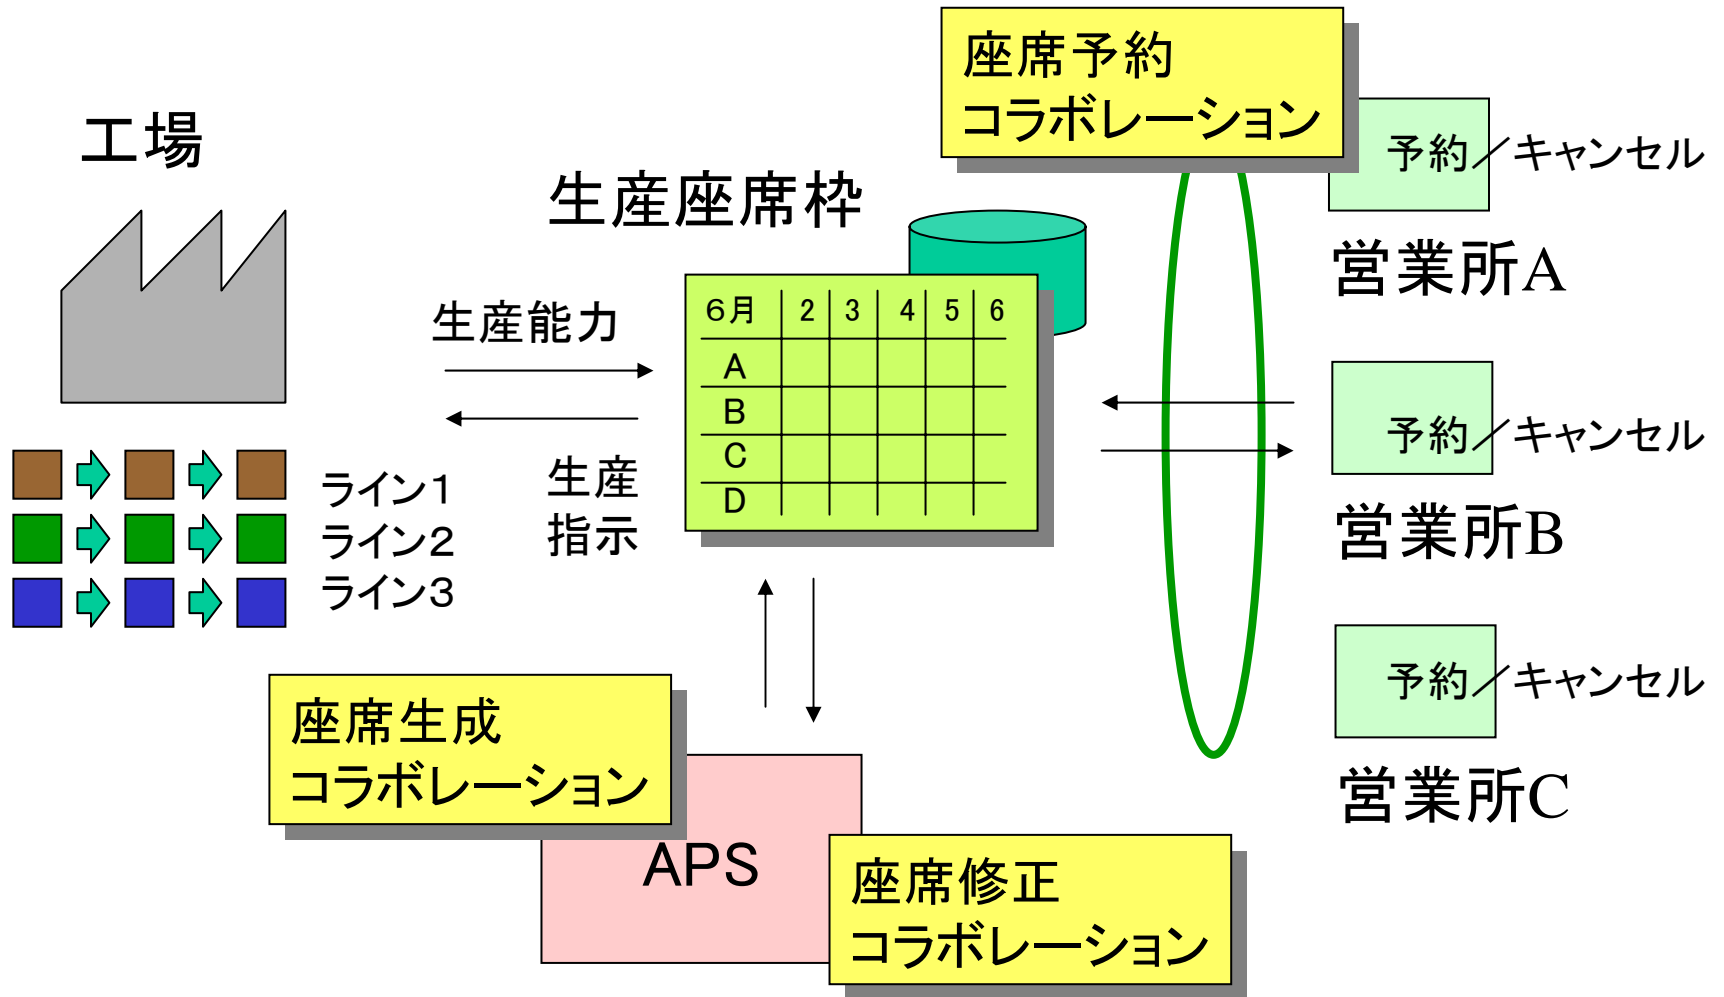 座席予約
コラボレーション
工場
予約／キャンセル
生産座席枠
営業所A
生産能力
６月 2 3 4 5 6
A
B
C
D
予約／キャンセル
生産
指示
ライン１
ライン２
ライン３
営業所B
予約／キャンセル
座席生成
コラボレーション
営業所C
APS
座席修正
コラボレーション